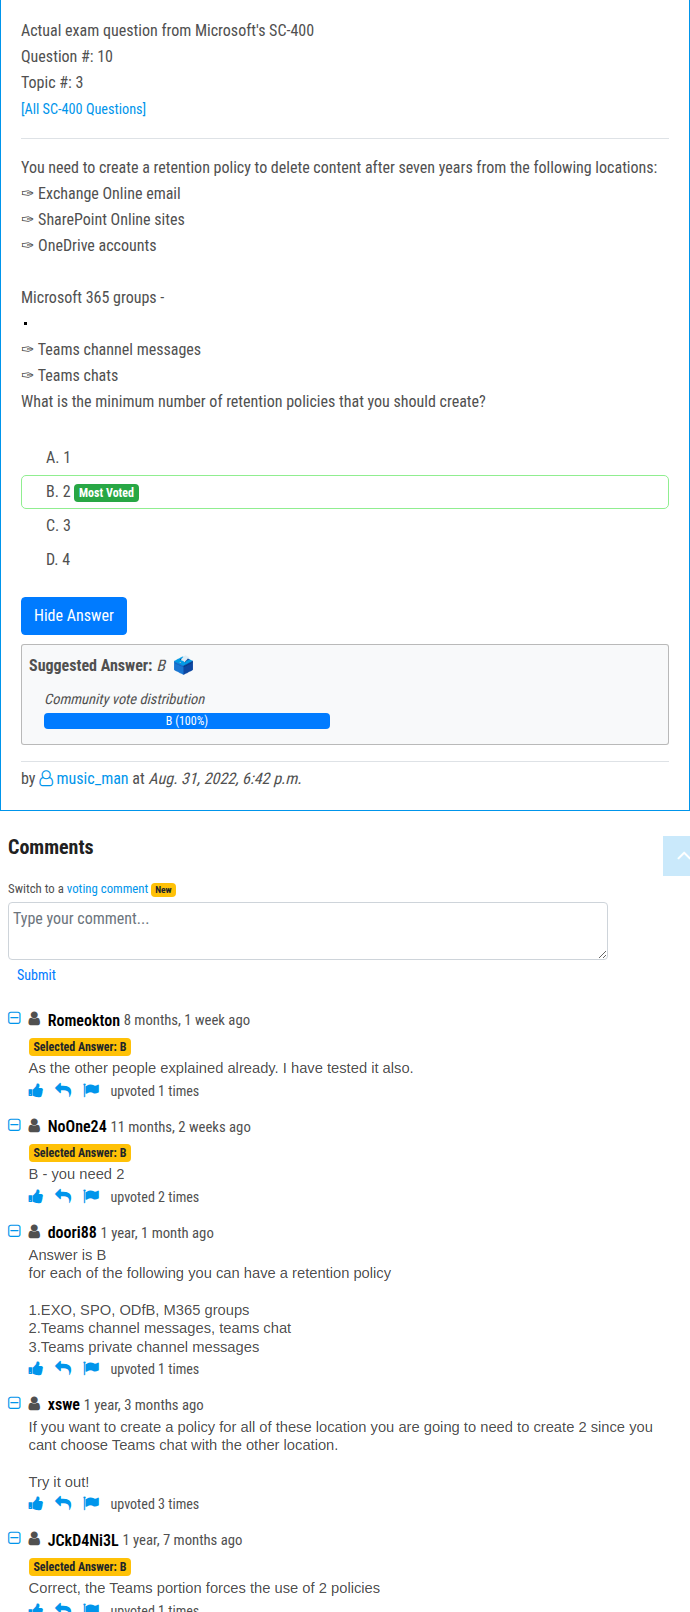 Actual exam question from Microsoft's SC-400
Question #: 10
Topic #: 3
[All SC-400 Questions]
You need to create a retention policy to delete content after seven years from the following locations:
✑ Exchange Online email
✑ SharePoint Online sites
✑ OneDrive accounts
Microsoft 365 groups -
▪
✑ Teams channel messages
✑ Teams chats
What is the minimum number of retention policies that you should create?
A. 1
B. 2 Most Voted
C. 3
D. 4
Hide Answer
Suggested Answer: B
Community vote distribution
B (100%)
by music_man at Aug. 31, 2022, 6:42 p.m.
Comments
Switch to a voting comment New
Type your comment...
Submit
Romeokton 8 months, 1 week ago
Selected Answer: B
As the other people explained already. I have tested it also.
upvoted 1 times
NoOne24 11 months, 2 weeks ago
Selected Answer: B
B - you need 2
upvoted 2 times
doori88 1 year, 1 month ago
Answer is B
for each of the following you can have a retention policy
1.EXO, SPO, ODfB, M365 groups
2.Teams channel messages, teams chat
3.Teams private channel messages
upvoted 1 times
xswe 1 year, 3 months ago
If you want to create a policy for all of these location you are going to need to create 2 since you
cant choose Teams chat with the other location.
Try it out!
upvoted 3 times
JCkD4Ni3L 1 year, 7 months ago
Selected Answer: B
Correct, the Teams portion forces the use of 2 policies
upvoted 1 times